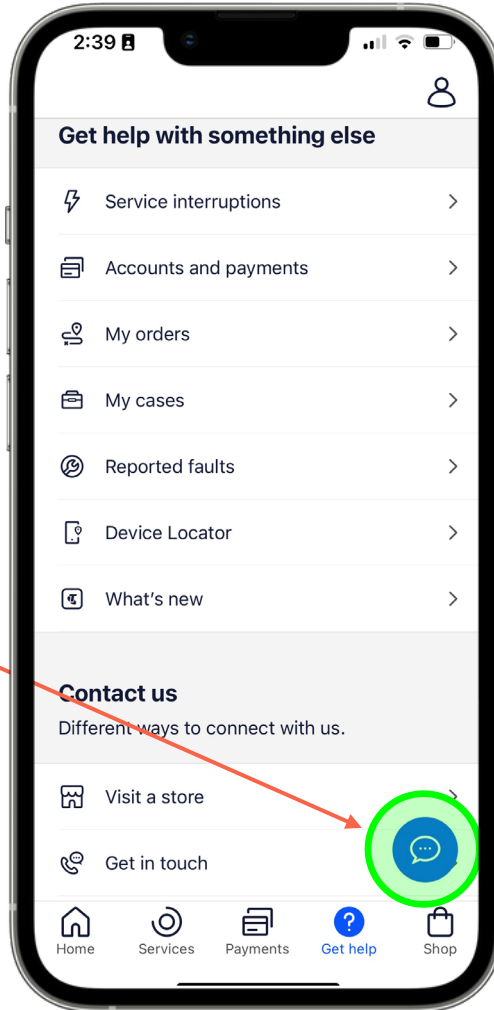 2:39
Get help with something else
Service interruptions
Accounts and payments
My orders
My cases
Reported faults
Device Locator
What's new
Contact us
Different ways to connect with us.
Visit a store
Get in touch
Home Services Payments Get help Shop